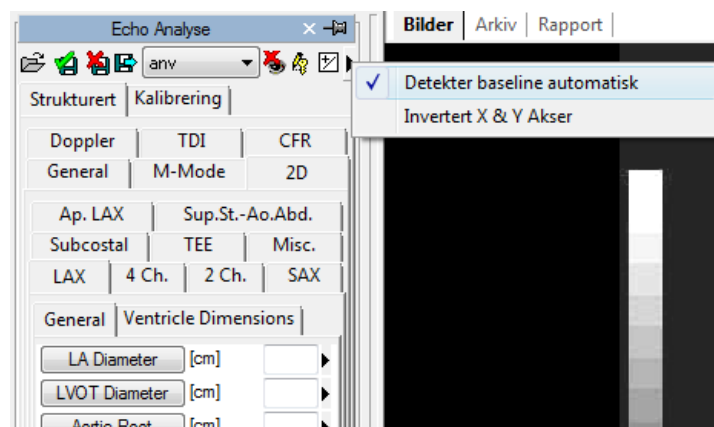 Echo Analyse
Bilder Arkiv Rapport
anv
Detekter baseline automatisk
Strukturert Kalibrering
Invertert X & Y Akser
Doppler TDI CFR
General M-Mode 2D
Ap. LAX Sup.St.-Ao.Abd.
Subcostal TEE Misc.
LAX 4 Ch. 2 Ch. SAX
General Ventricle Dimensions
LA Diameter [cm]
LVOT Diameter [cm]
Aortic Root [cm]